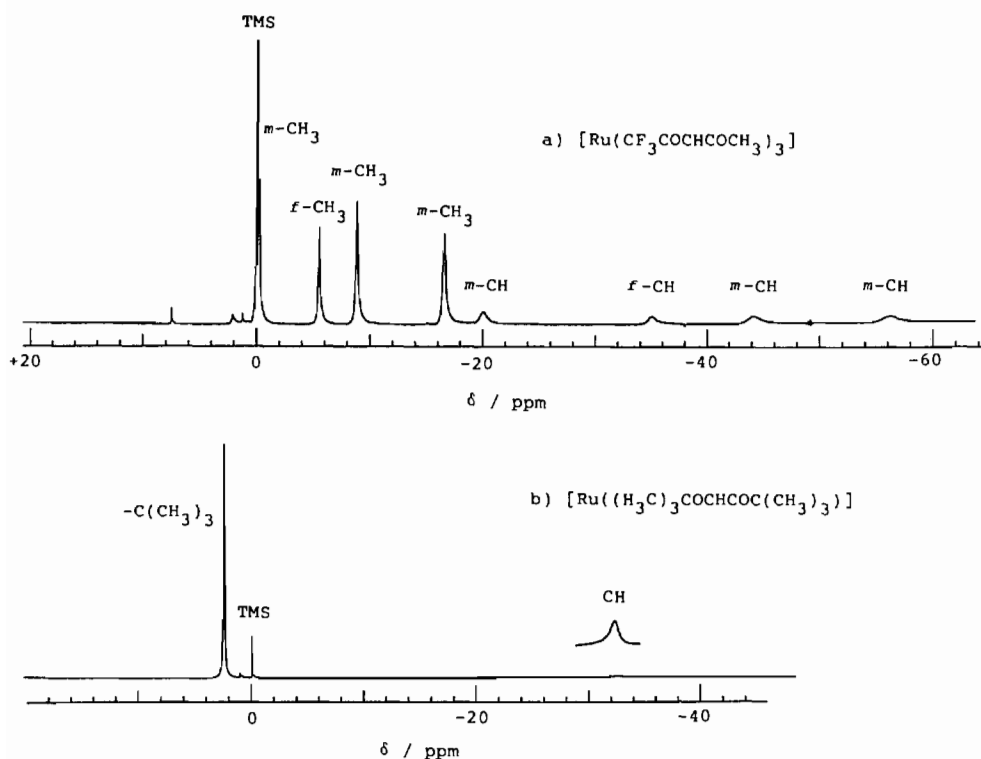 TMS
m-CH3
a) [Ru(CF3COCHCOCH3)3]
m-CH3
f-CH3
m-CH3
m-CH
f-CH
m-CH
m-CH
+20 0 -20 -40 -60
δ / ppm
-C(CH3)3
b) [Ru((H3C)3COCHCOC(CH3)3)]
CH
TMS
0 -20 -40
δ / ppm